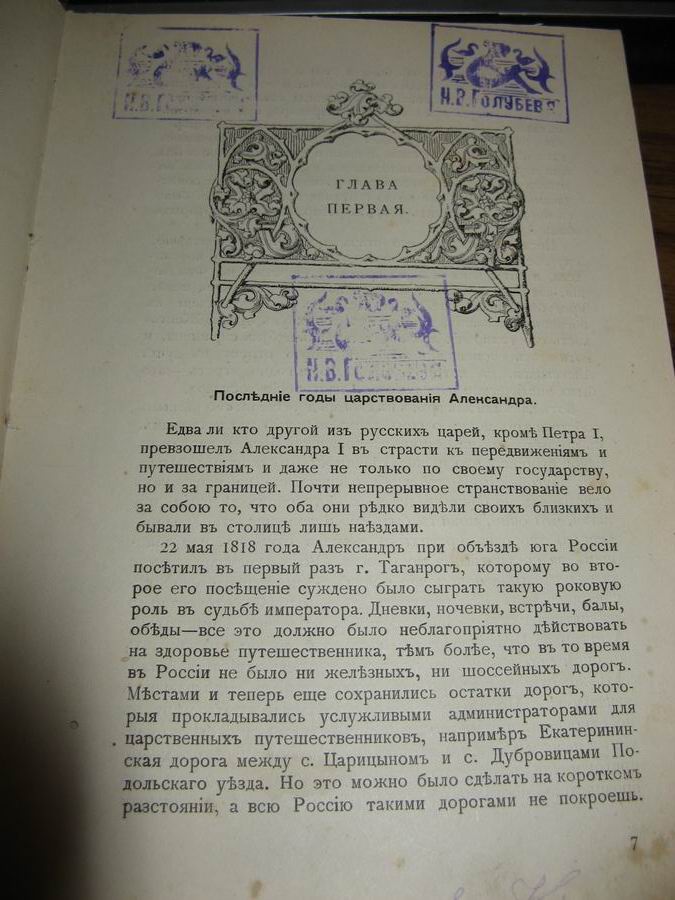 Н.В.Г
Н.В.ГОЛУБЕВА
ГЛАВА
ПЕРВАЯ.
Н.В.ГОЛУБЕВА
Послѣднie годы царствованія Александра.
Едва ли кто другой изъ русскихъ царей, кромѣ Петра I,
превзошелъ Александра I въ страсти къ передвиженіямъ и
путешествіямъ и даже не только по своему государству,
но и за границей. Почти непрерывное странствованіе вело
за собою то, что оба они рѣдко видѣли своихъ близкихъ и
бывали въ столицѣ лишь наѣздами.
22 мая 1818 года Александръ при объѣздѣ юга Россіи
посѣтилъ въ первый разъ г. Таганрогъ, которому во вто-
рое его посѣщеніе суждено было сыграть такую роковую
роль въ судьбѣ императора. Дневки, ночевки, встрѣчи, балы,
обѣды—все это должно было неблагопріятно дѣйствовать
на здоровье путешественника, тѣмъ болѣе, что въ то время
въ Россіи не было ни желѣзныхъ, ни шоссейныхъ дорогъ.
Мѣстами и теперь еще сохранились остатки дорогъ, кото-
рыя прокладывались услужливыми администраторами для
царственныхъ путешественниковъ, напримѣръ Екатеринин-
ская дорога между с. Царицыномъ и с. Дубровицами По-
дольскаго уѣзда. Но это можно было сдѣлать на короткомъ
разстояніи, а всю Россію такими дорогами не покроешь.
7